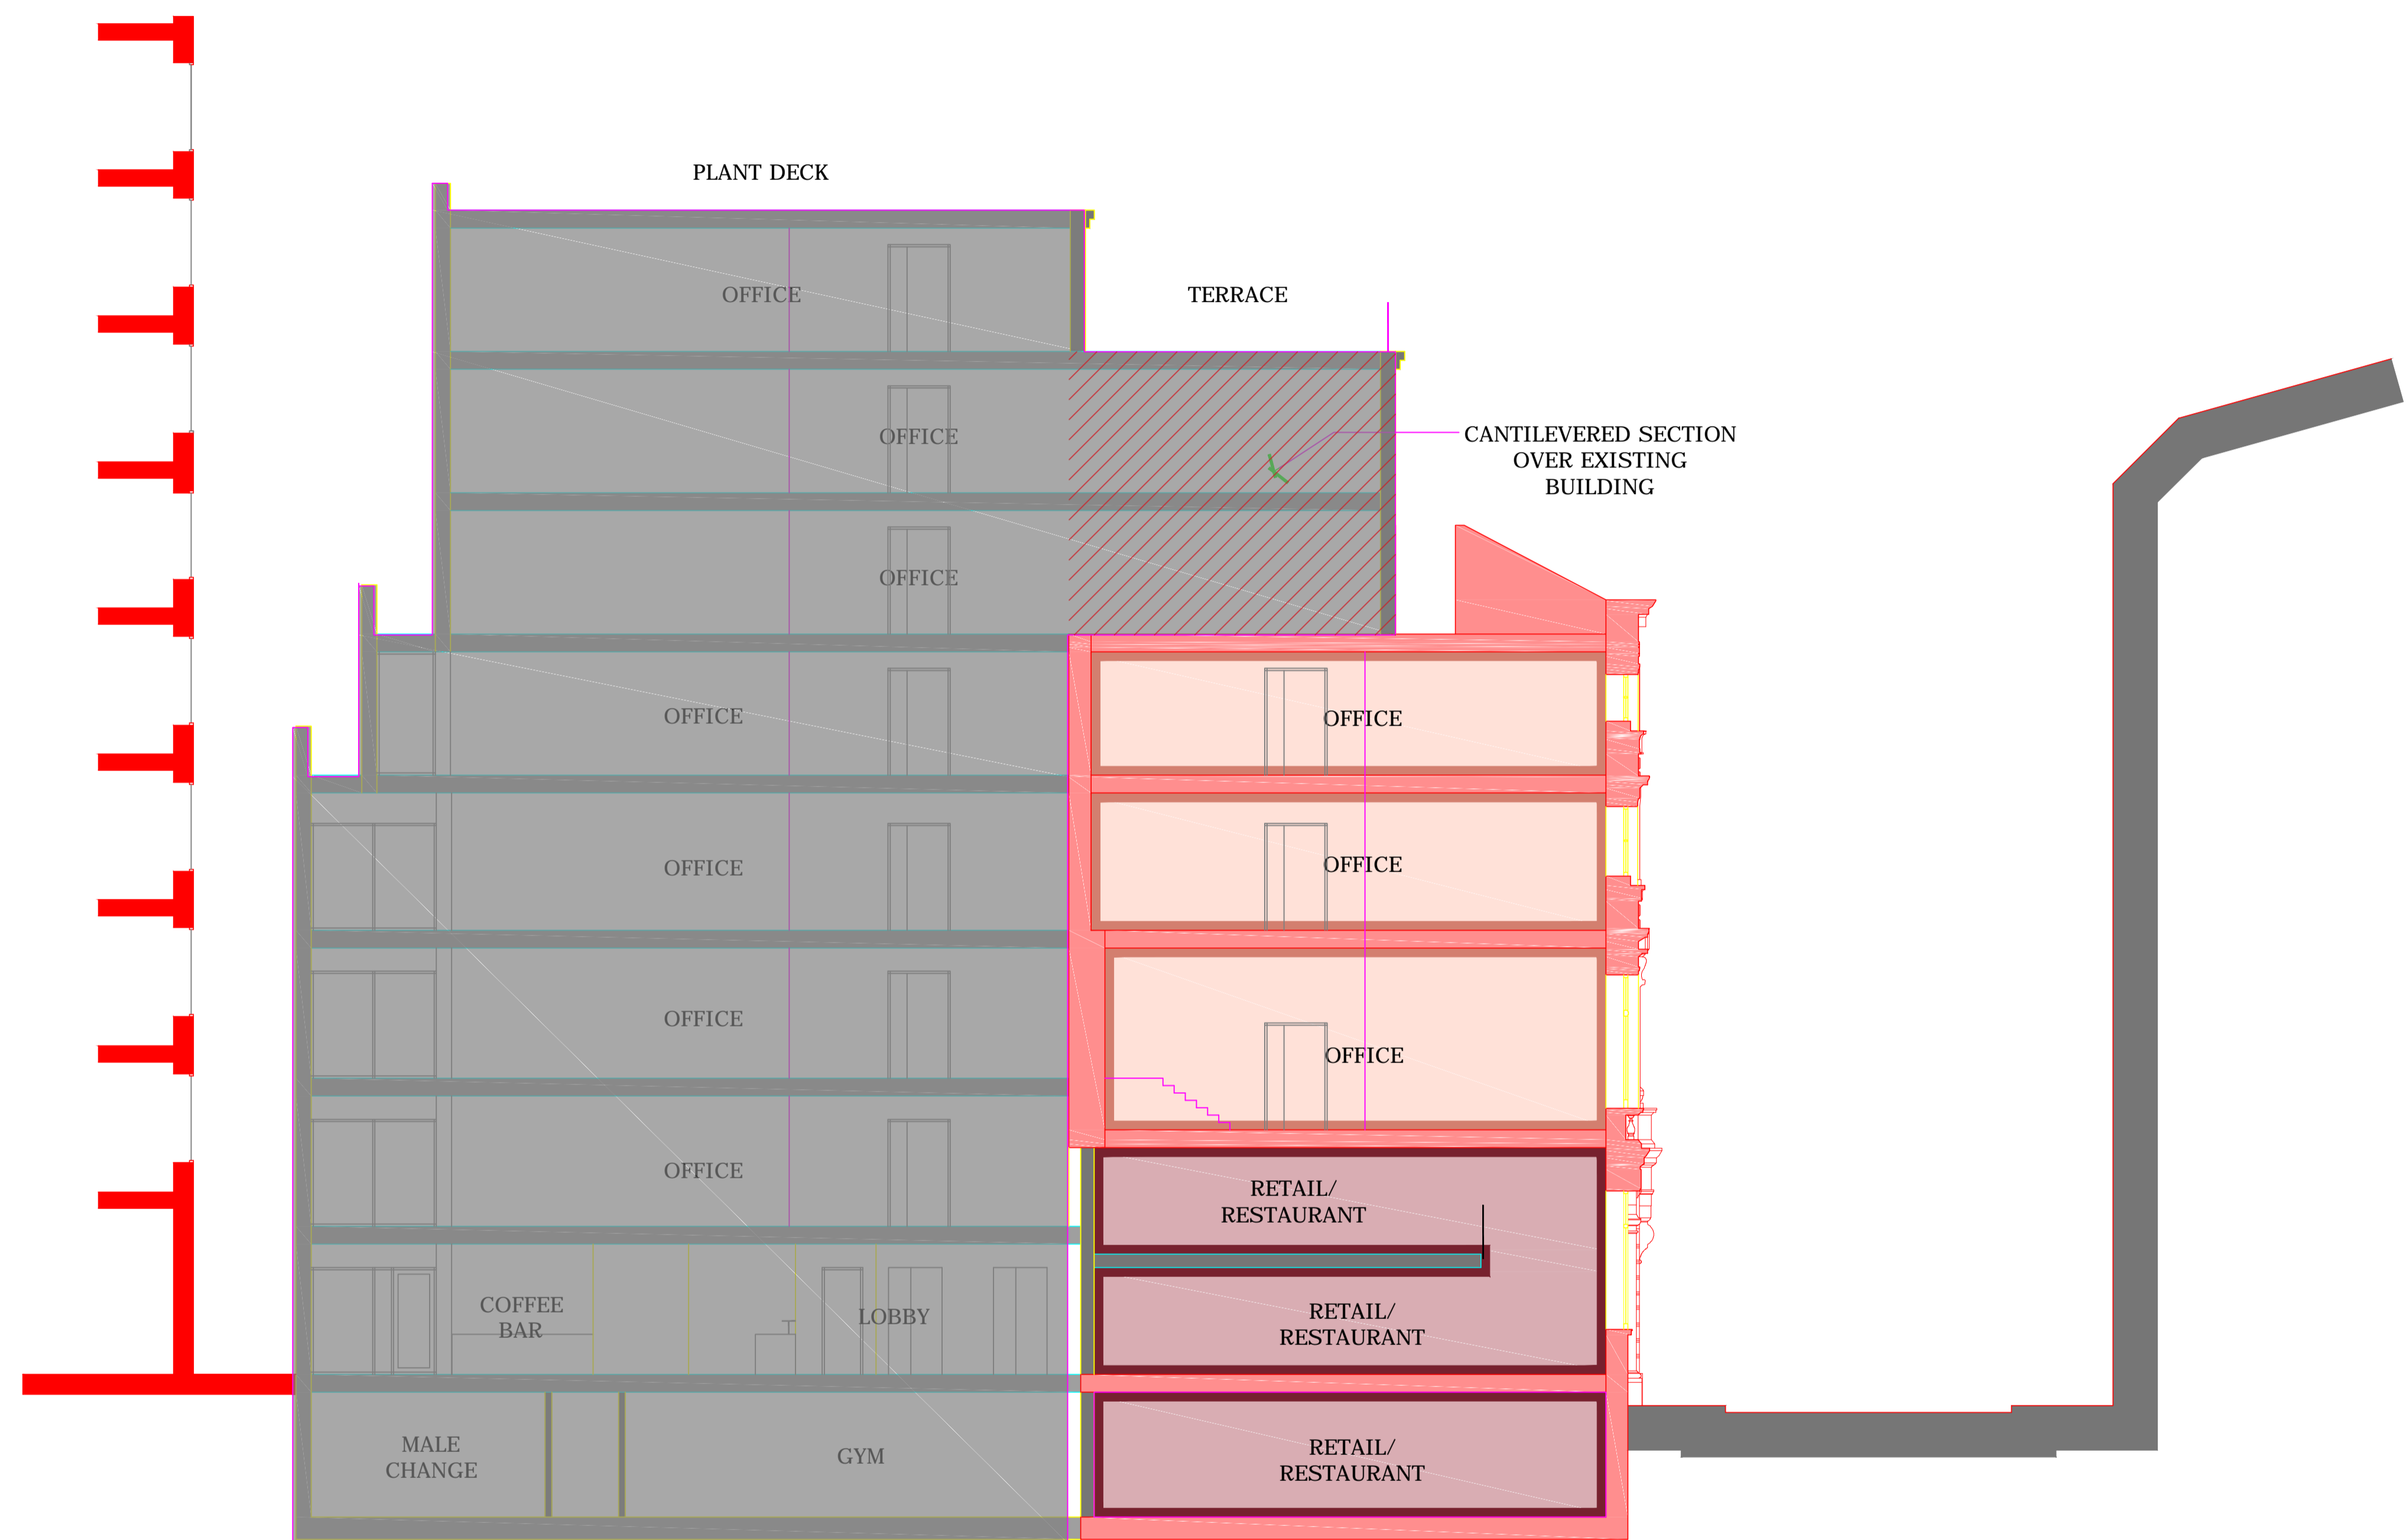 PLANT DECK
OFFICE
TERRACE
OFFICE
CANTILEVERED SECTION
OVER EXISTING
BUILDING
OFFICE
OFFICE
OFFICE
OFFICE
OFFICE
OFFICE
OFFICE
OFFICE
RETAIL/
RESTAURANT
COFFEE
BAR
LOBBY
RETAIL/
RESTAURANT
MALE
CHANGE
GYM
RETAIL/
RESTAURANT